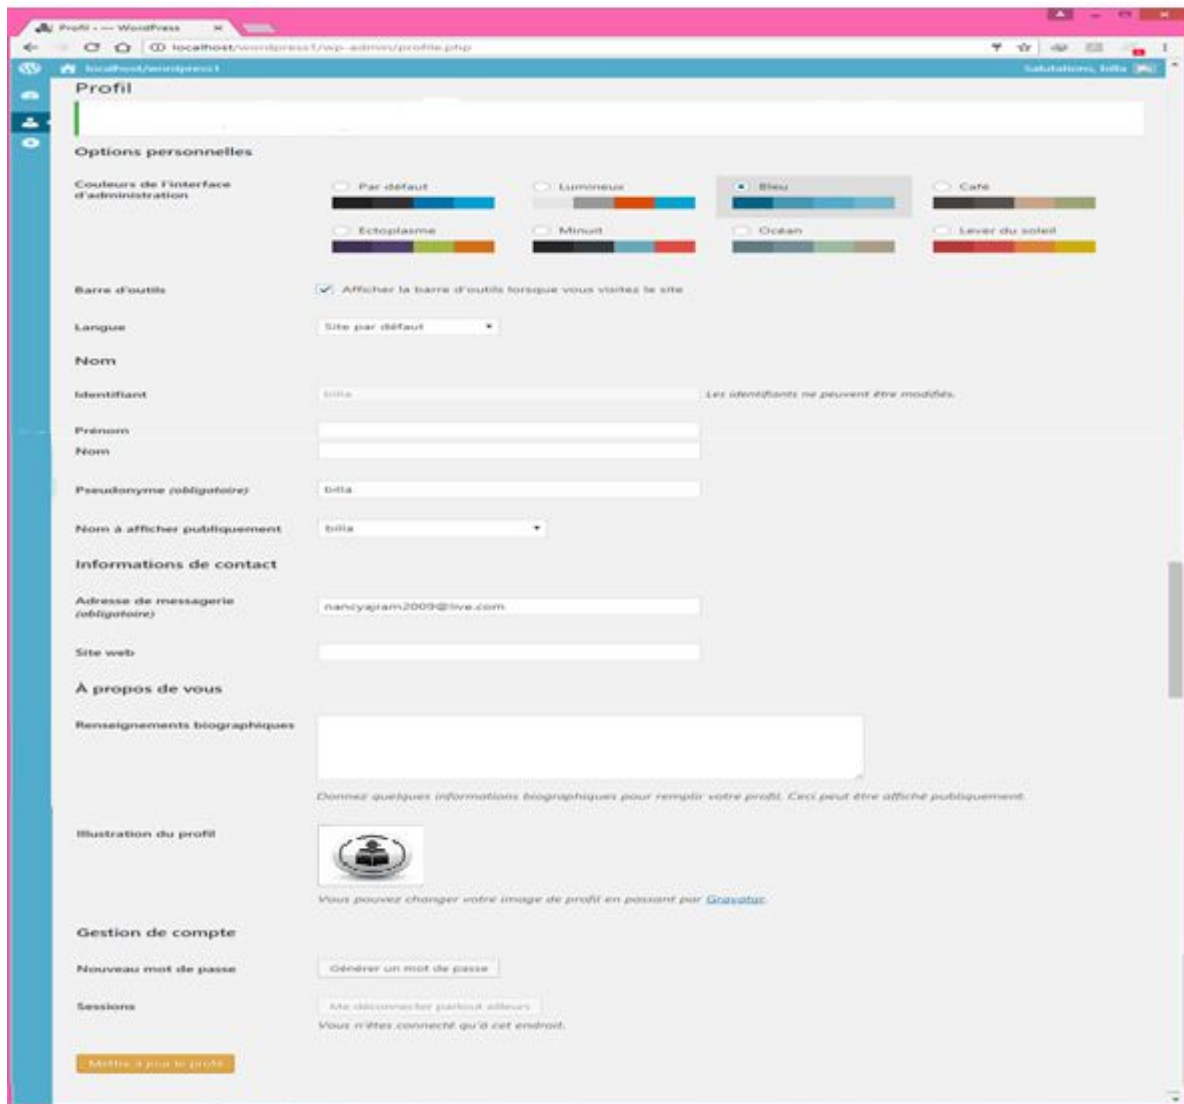 Profil - — WordPress
localhost/wordpress1/wp-admin/profile.php
localhost/wordpress1
Salutations, billa
Profil
Options personnelles
Couleurs de l'interface
d'administration
Par défaut
Lumineux
Bleu
Café
Ectoplasme
Minuit
Océan
Lever du soleil
Barre d'outils
Afficher la barre d'outils lorsque vous visitez le site
Langue
Site par défaut
Nom
Identifiant
billa
Les identifiants ne peuvent être modifiés.
Prénom
Nom
Pseudonyme (obligatoire)
billa
Nom à afficher publiquement
billa
Informations de contact
Adresse de messagerie
(obligatoire)
nancyajram2009@live.com
Site web
À propos de vous
Renseignements biographiques
Donnez quelques informations biographiques pour remplir votre profil. Ceci peut être affiché publiquement.
Illustration du profil
Vous pouvez changer votre image de profil en passant par Gravatar.
Gestion de compte
Nouveau mot de passe
Générer un mot de passe
Sessions
Me déconnecter partout ailleurs
Vous n'êtes connecté qu'à cet endroit.
Mettre à jour le profil